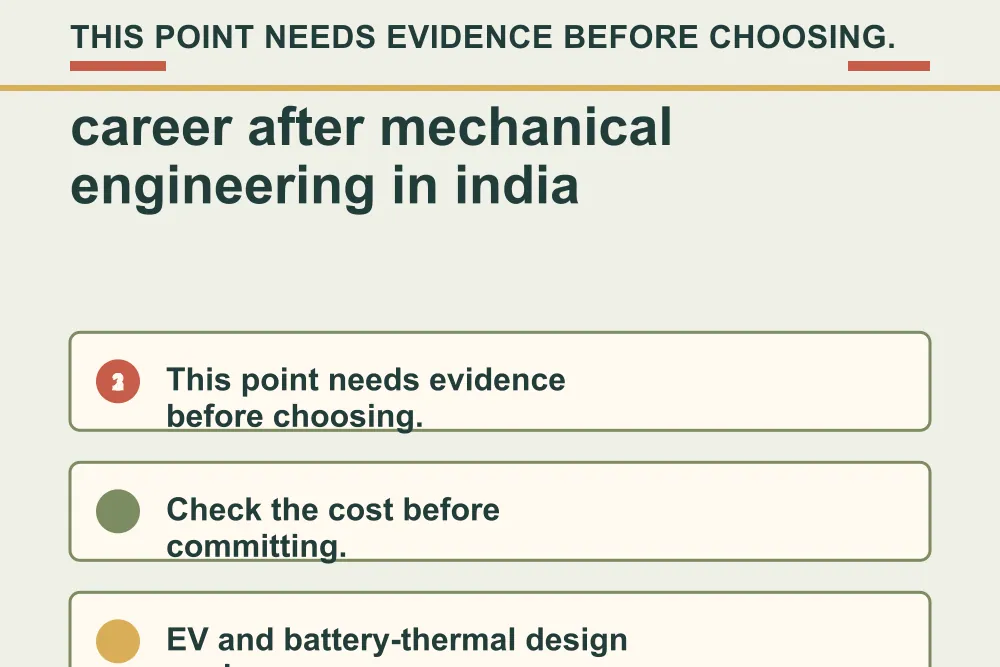 THIS POINT NEEDS EVIDENCE BEFORE CHOOSING.
career after mechanical
engineering in india
This point needs evidence
before choosing.
Check the cost before
committing.
EV and battery-thermal design